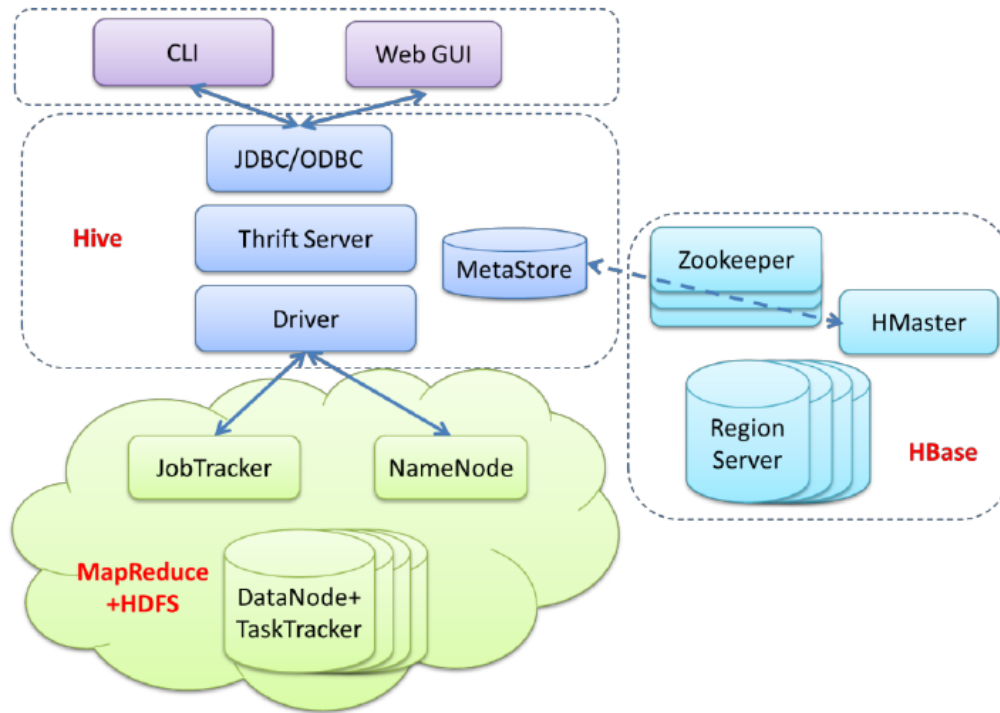 CLI
Web GUI
JDBC/ODBC
Hive
Thrift Server
MetaStore
Driver
Zookeeper
HMaster
Region
Server
HBase
JobTracker
NameNode
MapReduce
+HDFS
DataNode+
TaskTracker